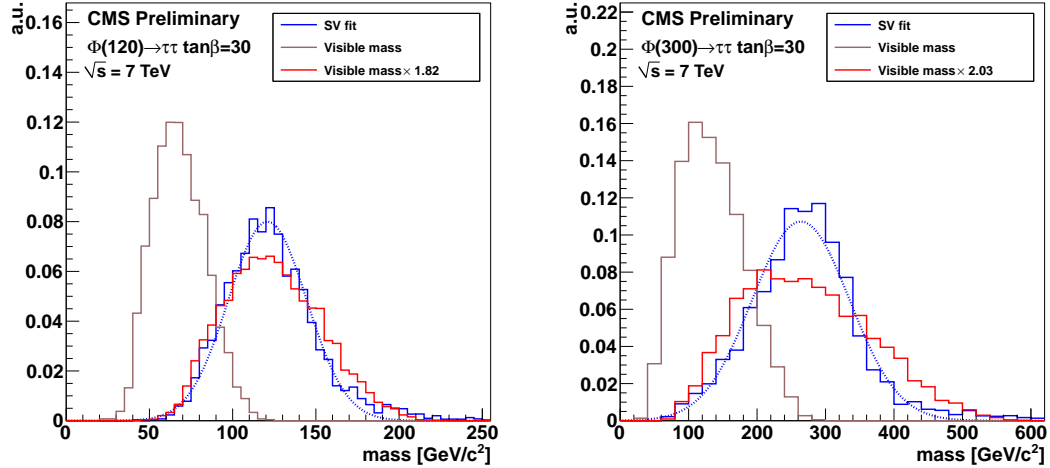 a.u.
CMS Preliminary
Φ(120)→ττ tanβ=30
√s = 7 TeV
SV fit
Visible mass
Visible mass × 1.82
0.16
0.14
0.12
0.1
0.08
0.06
0.04
0.02
0
0 50 100 150 200 250
mass [GeV/c²]
a.u.
CMS Preliminary
Φ(300)→ττ tanβ=30
√s = 7 TeV
SV fit
Visible mass
Visible mass × 2.03
0.22
0.2
0.18
0.16
0.14
0.12
0.1
0.08
0.06
0.04
0.02
0
0 100 200 300 400 500 600
mass [GeV/c²]